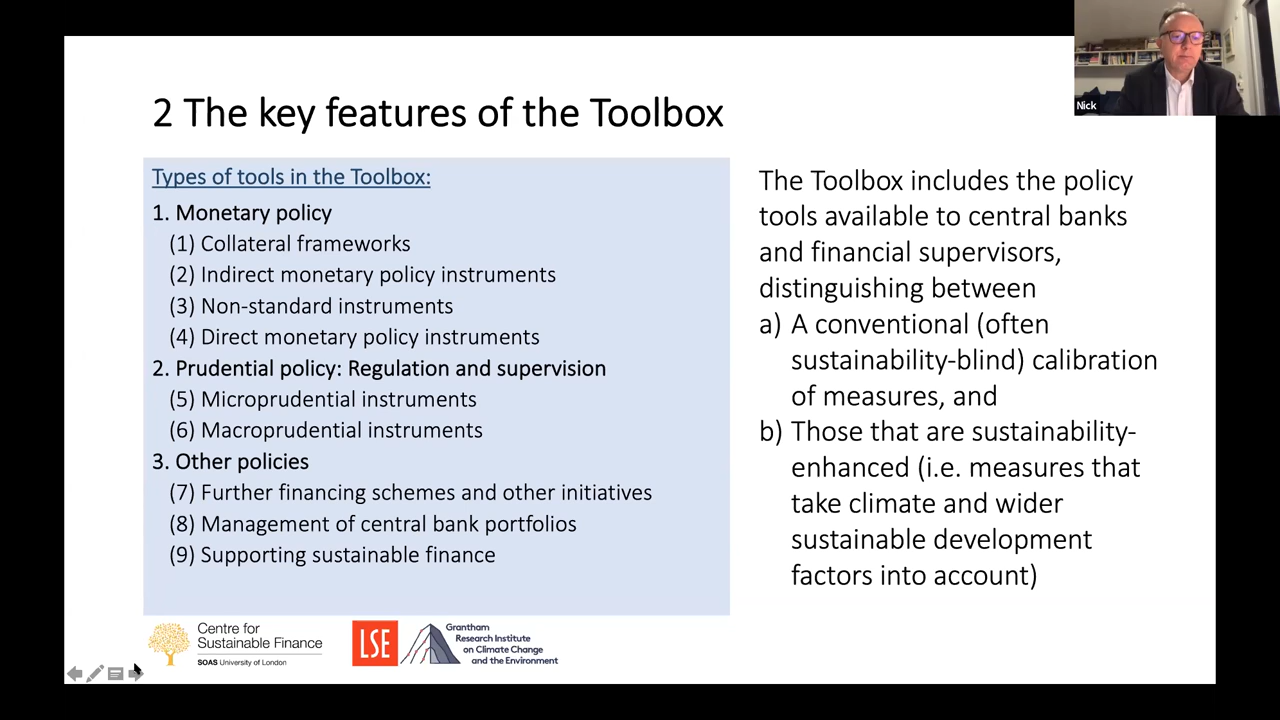 Nick
2 The key features of the Toolbox
Types of tools in the Toolbox:
1. Monetary policy
(1) Collateral frameworks
(2) Indirect monetary policy instruments
(3) Non-standard instruments
(4) Direct monetary policy instruments
2. Prudential policy: Regulation and supervision
(5) Microprudential instruments
(6) Macroprudential instruments
3. Other policies
(7) Further financing schemes and other initiatives
(8) Management of central bank portfolios
(9) Supporting sustainable finance
The Toolbox includes the policy
tools available to central banks
and financial supervisors,
distinguishing between
a) A conventional (often
sustainability-blind) calibration
of measures, and
b) Those that are sustainability-
enhanced (i.e. measures that
take climate and wider
sustainable development
factors into account)
Centre for
Sustainable Finance
SOAS University of London
LSE
Grantham
Research Institute
on Climate Change
and the Environment